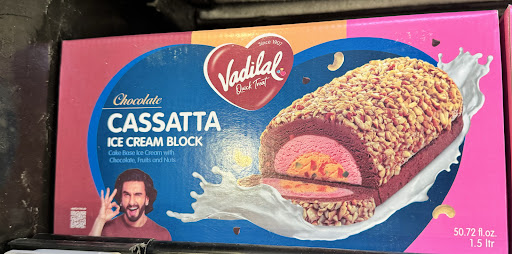 Since 1907
Vadilal
Quick Treat
Chocolate
CASSATTA
ICE CREAM BLOCK
Cake Base Ice Cream with
Chocolate, Fruits and Nuts
50.72 fl.oz.
1.5 ltr